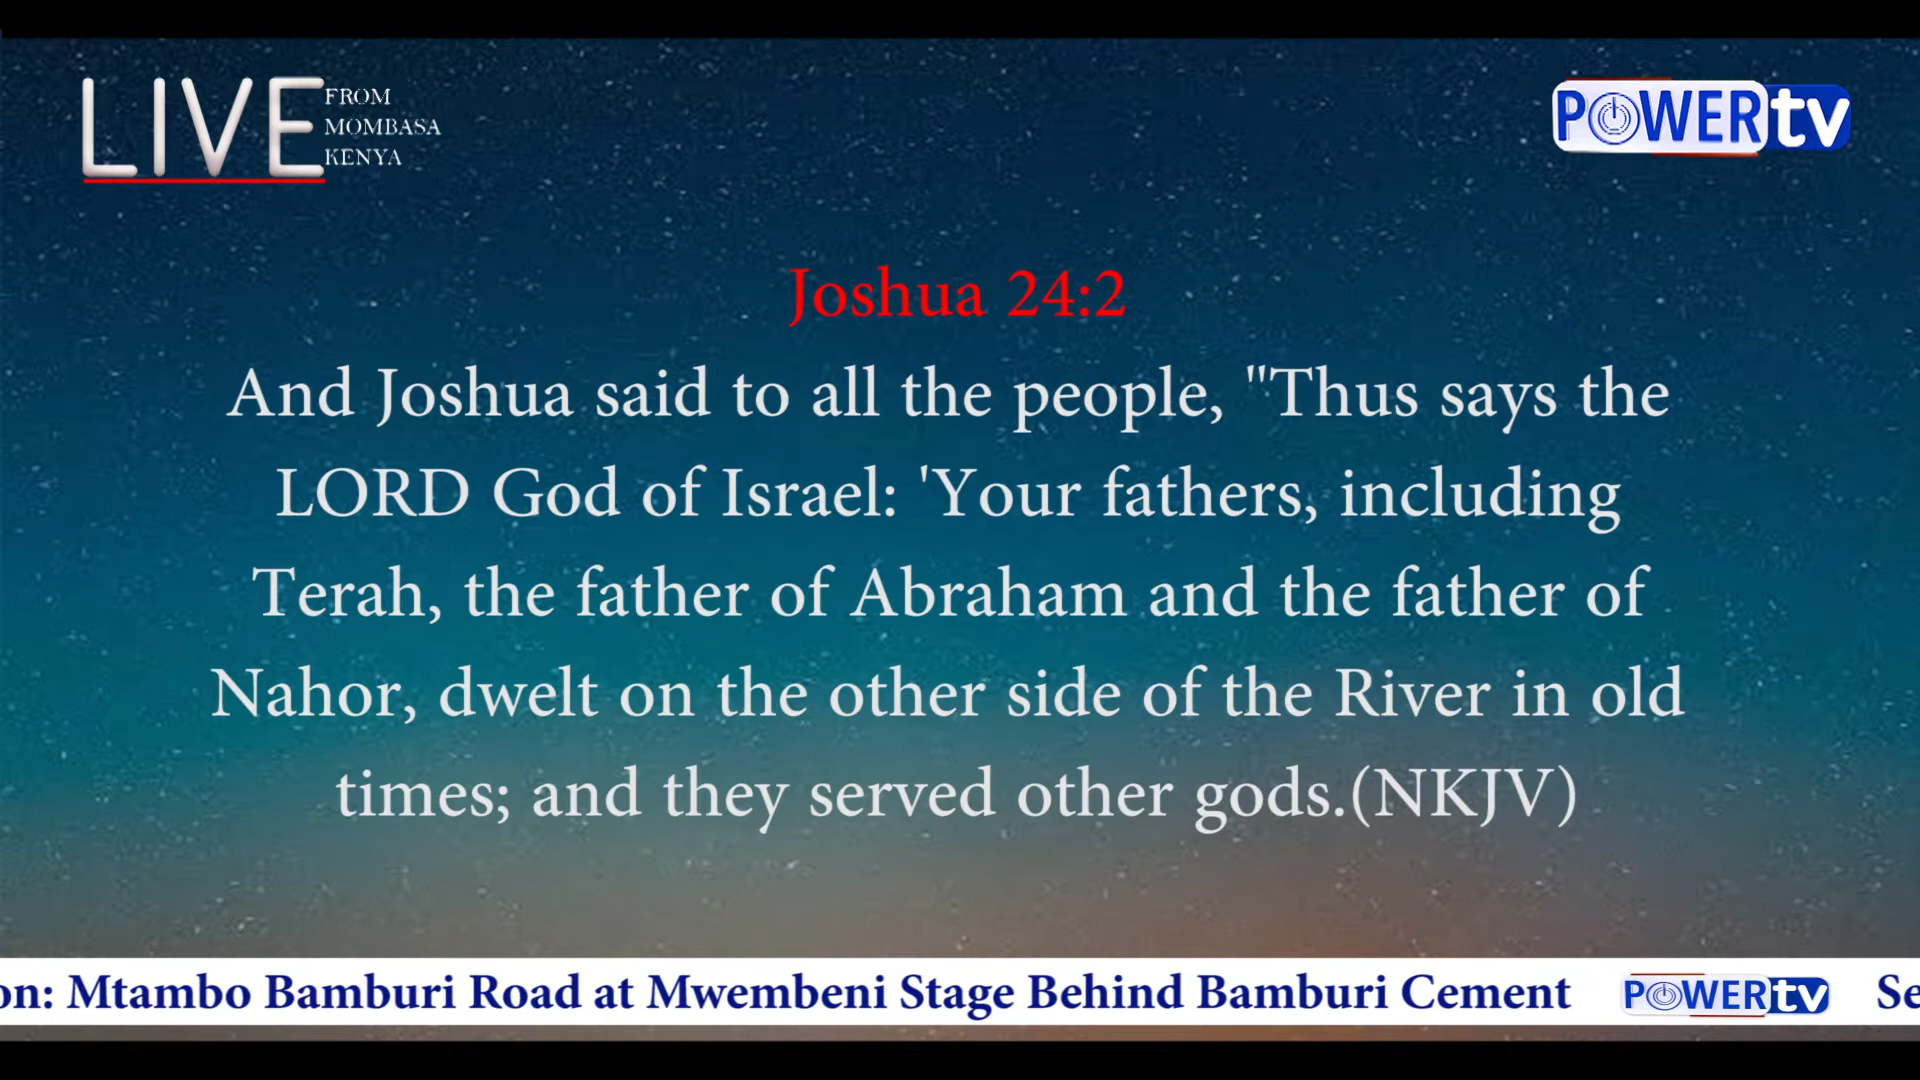 LIVE
FROM
MOMBASA
KENYA
POWERtv
Joshua 24:2
And Joshua said to all the people, "Thus says the
LORD God of Israel: 'Your fathers, including
Terah, the father of Abraham and the father of
Nahor, dwelt on the other side of the River in old
times; and they served other gods.(NKJV)
on: Mtambo Bamburi Road at Mwembeni Stage Behind Bamburi Cement POWERtv Se